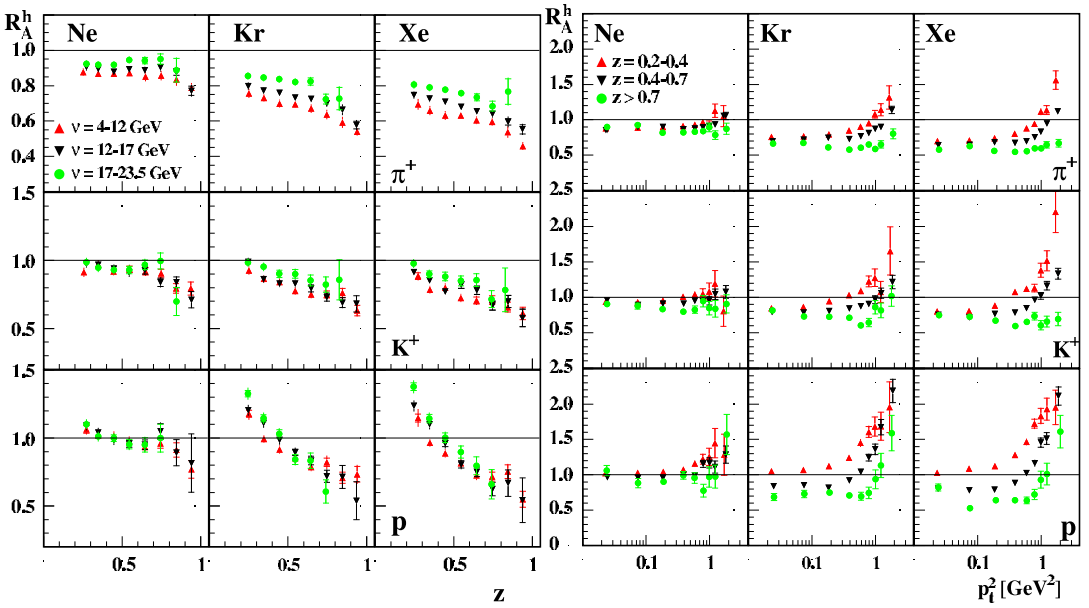 R_A^h
Ne
Kr
Xe
1.0
0.8
0.6
0.4
ν = 4-12 GeV
ν = 12-17 GeV
ν = 17-23.5 GeV
π+
1.5
1.0
0.5
K+
1.5
1.0
0.5
0.2
p
0.5
1
0.5
1
0.5
1
z
R_A^h
Ne
Kr
Xe
2.0
1.5
1.0
0.5
z = 0.2-0.4
z = 0.4-0.7
z > 0.7
π+
2.5
2.0
1.5
1.0
0.5
K+
2.5
2.0
1.5
1.0
0.5
0
p
0.1
1
0.1
1
0.1
1
p_t^2 [GeV^2]